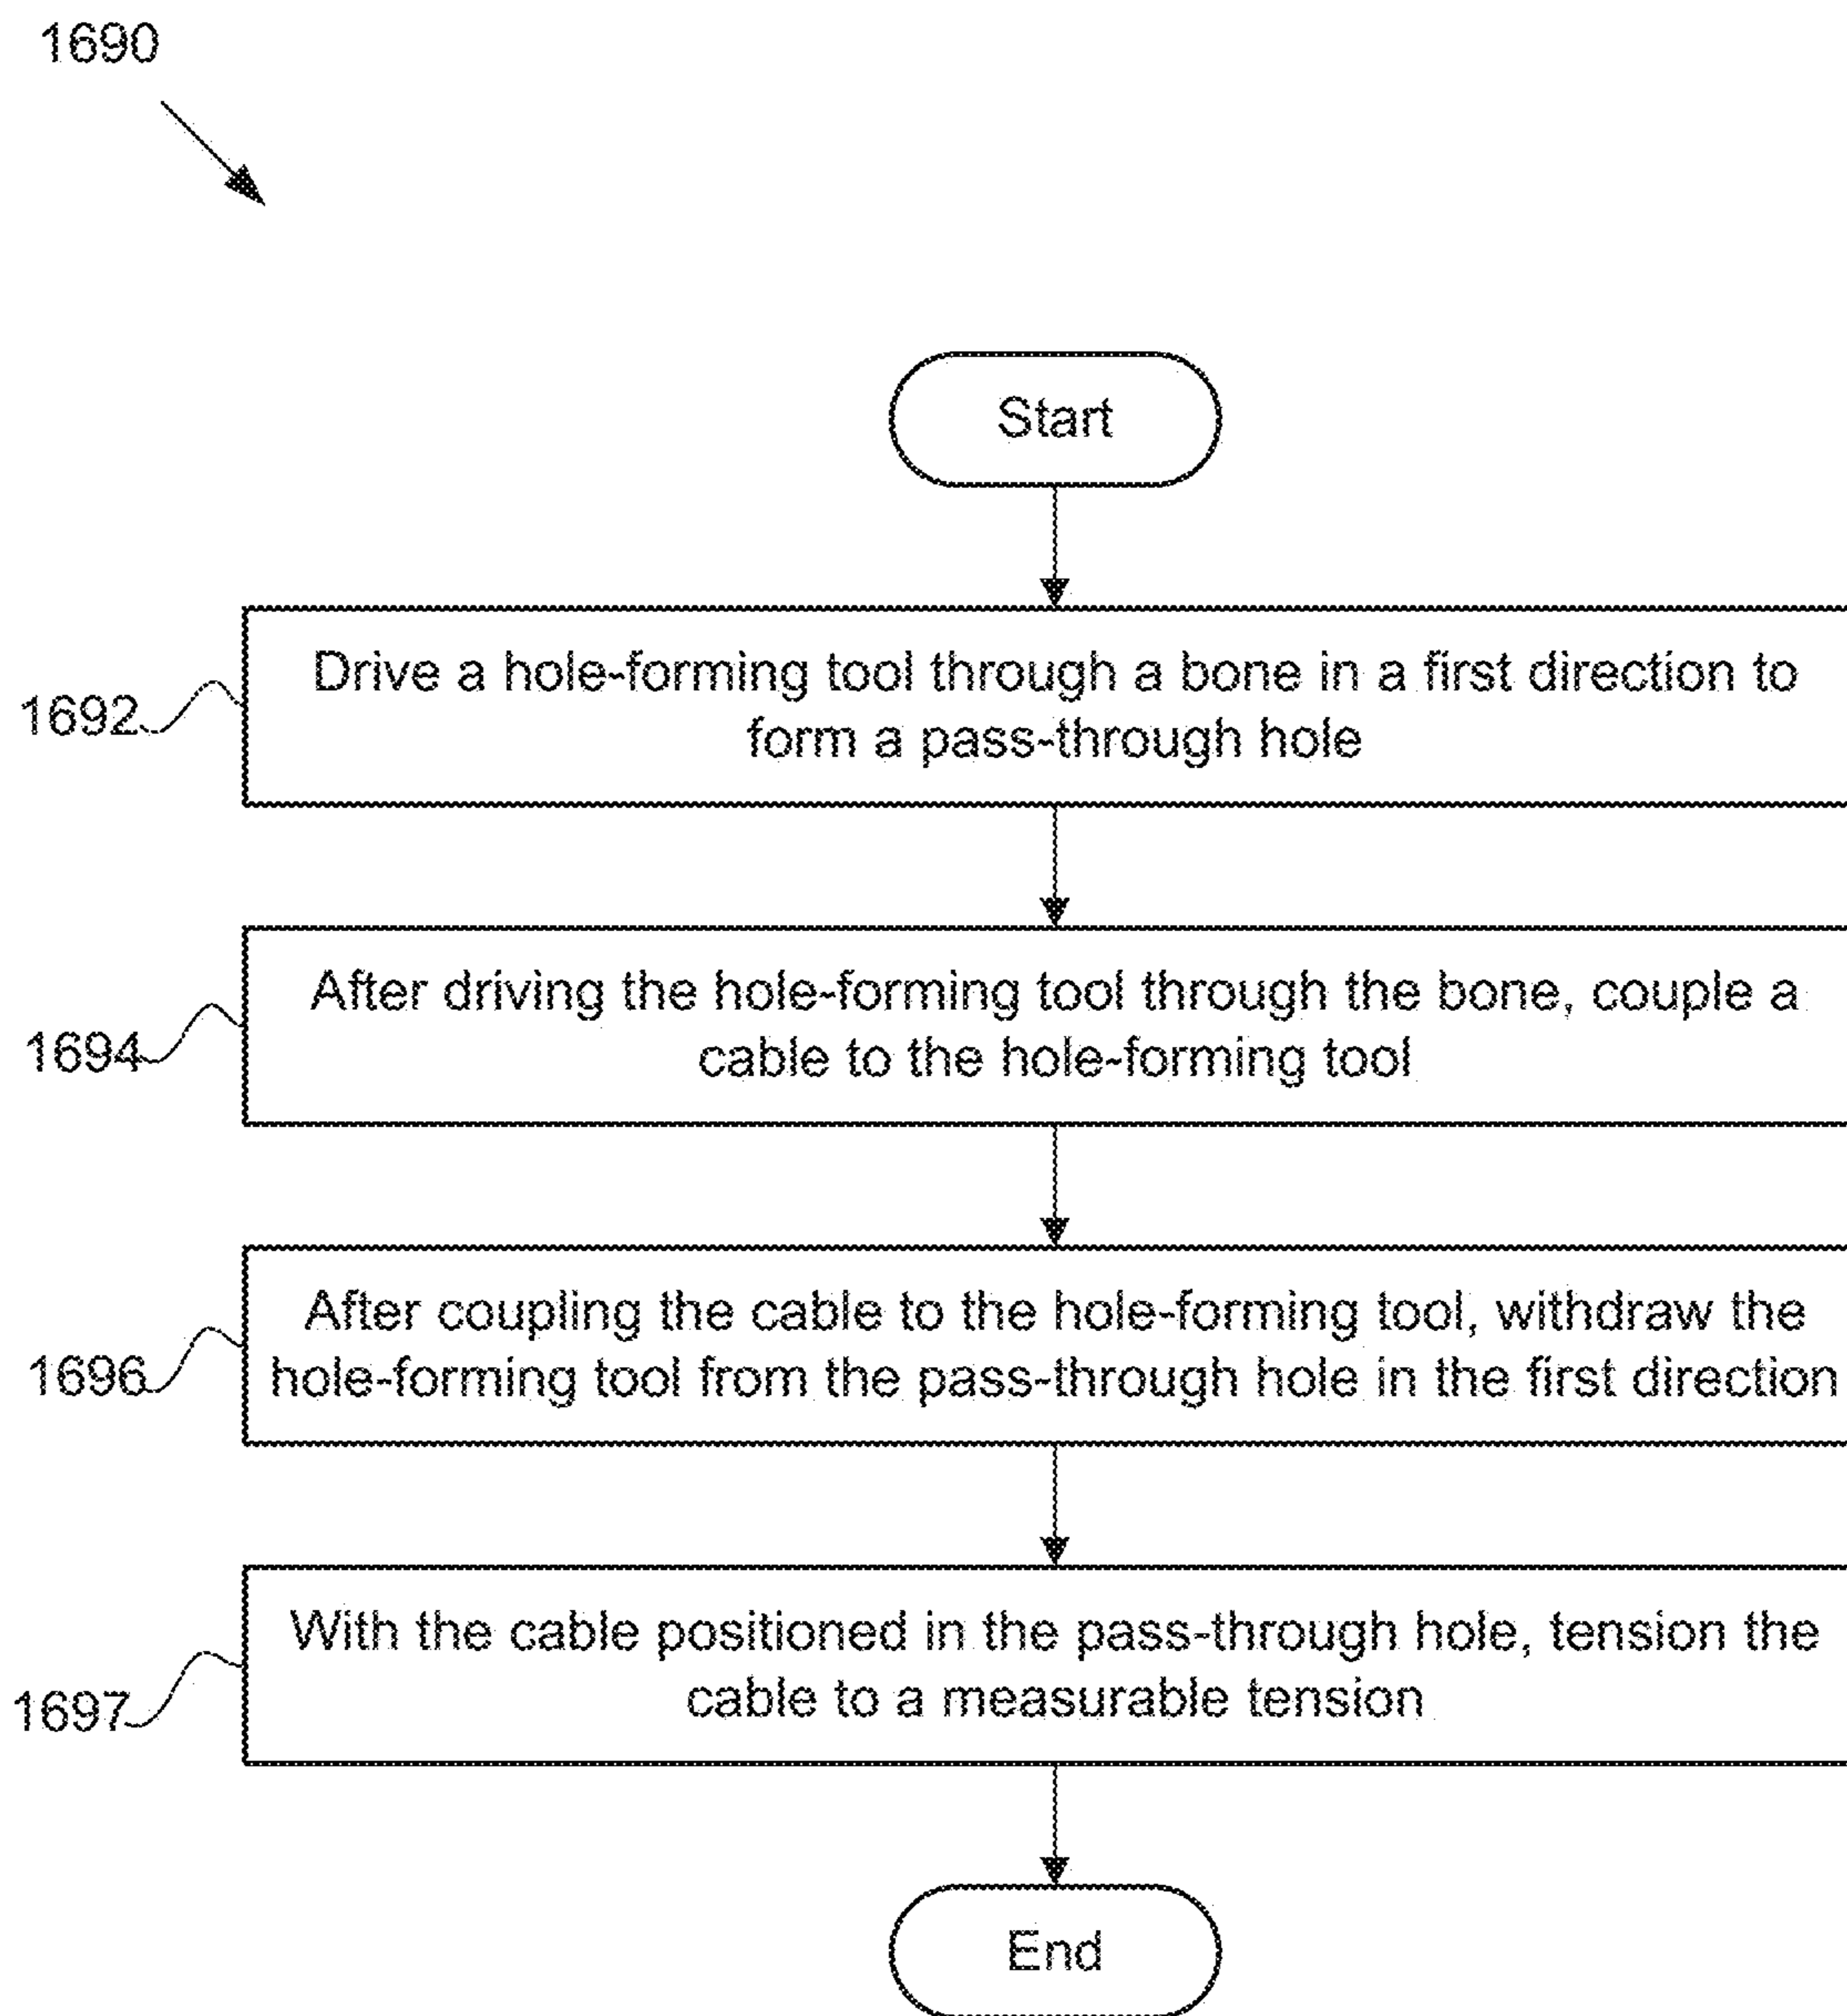 1690
Start
Drive a hole-forming tool through a bone in a first direction to
form a pass-through hole
1692
After driving the hole-forming tool through the bone, couple a
cable to the hole-forming tool
1694
After coupling the cable to the hole-forming tool, withdraw the
hole-forming tool from the pass-through hole in the first direction
1696
With the cable positioned in the pass-through hole, tension the
cable to a measurable tension
1697
End